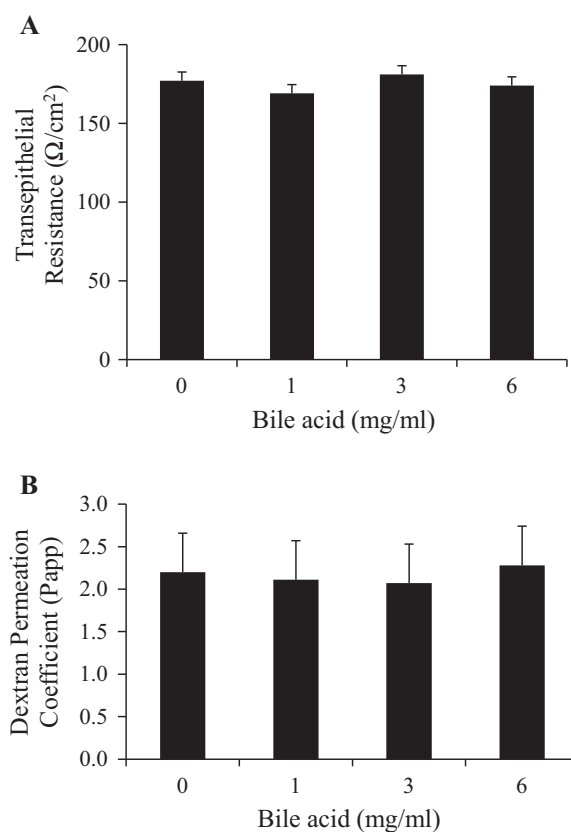 A
Transepithelial
Resistance (Ω/cm²)
200
150
100
50
0
0 1 3 6
Bile acid (mg/ml)
B
Dextran Permeation
Coefficient (Papp)
3.0
2.5
2.0
1.5
1.0
0.5
0.0
0 1 3 6
Bile acid (mg/ml)